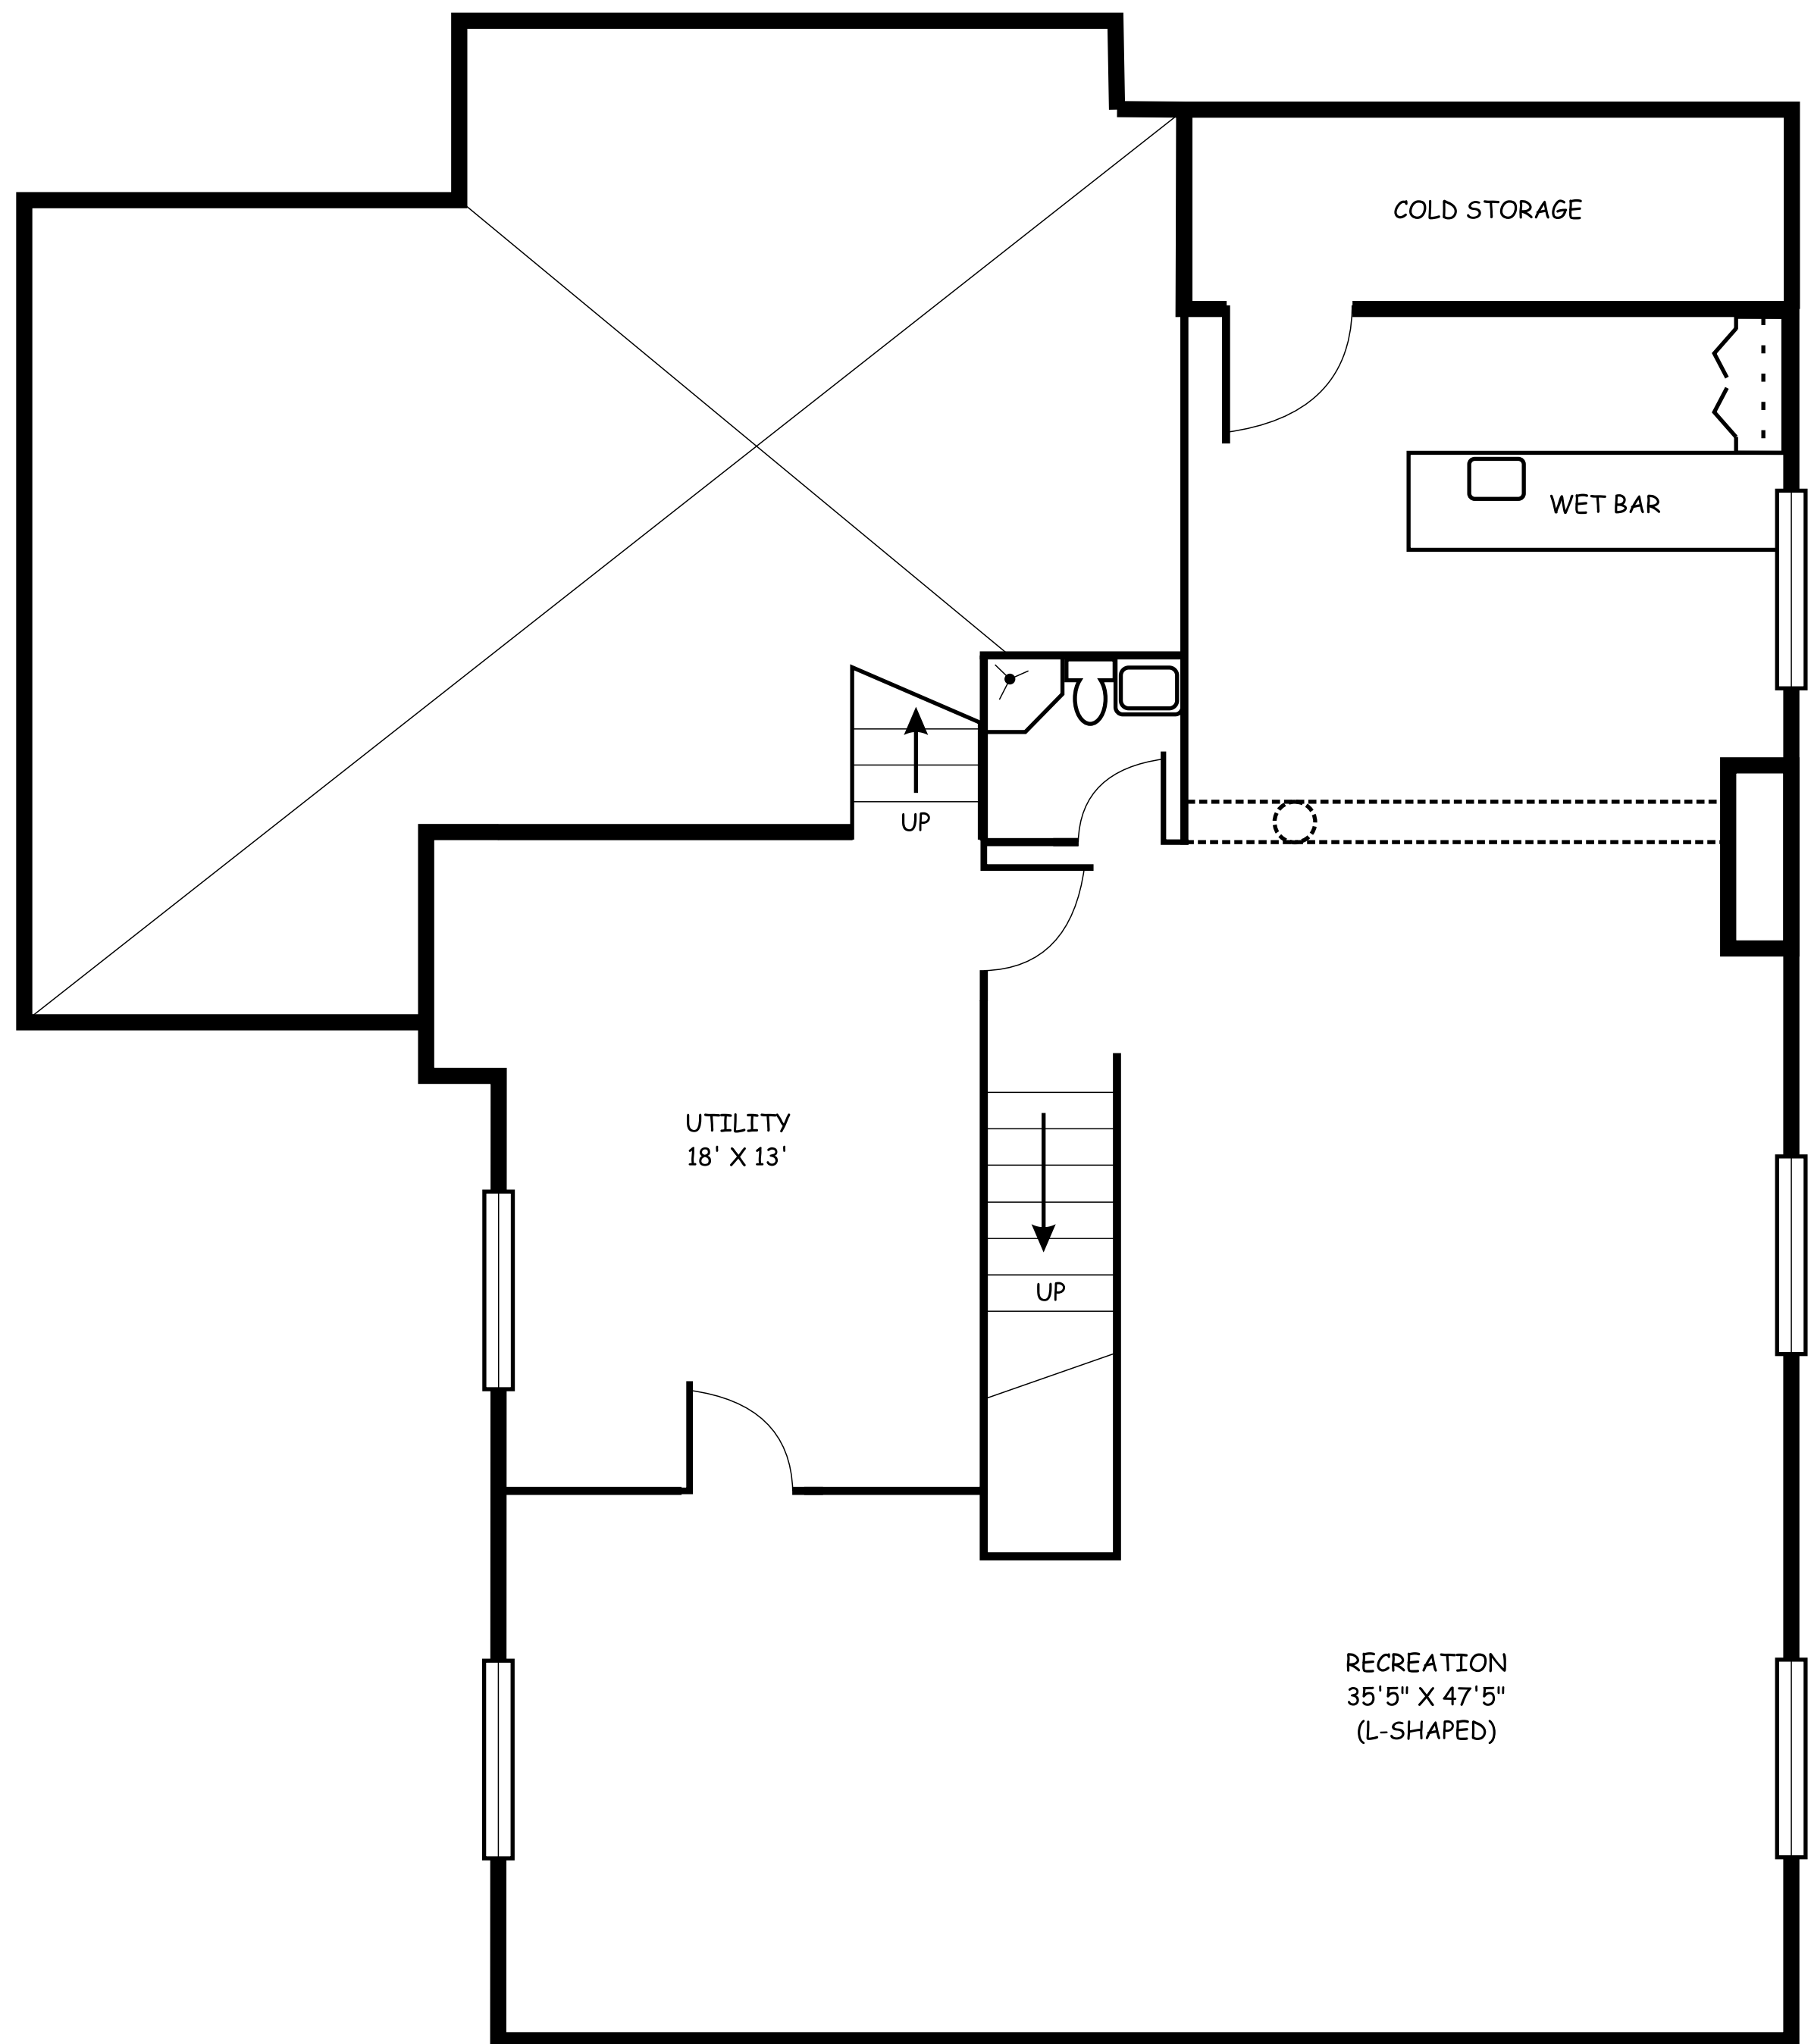 COLD STORAGE
WET BAR
UP
UTILITY
18' X 13'
UP
RECREATION
35'5" X 47'5"
(L-SHAPED)